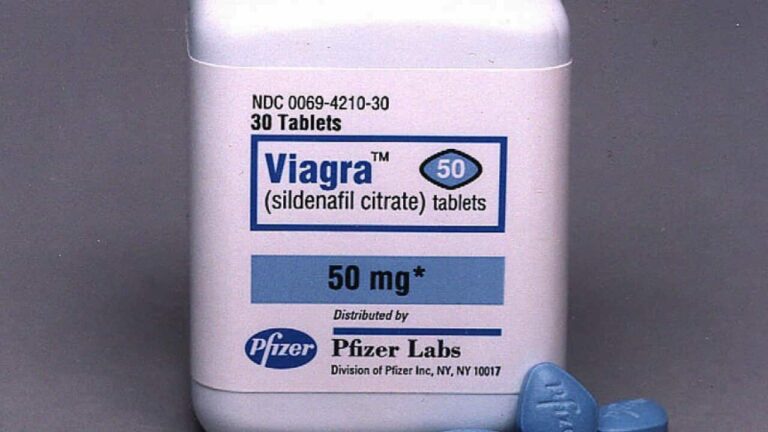 NDC 0069-4210-30
30 Tablets
Viagra™ 50
(sildenafil citrate) tablets
50 mg*
Distributed by
Pfizer Pfizer Labs
Division of Pfizer Inc, NY, NY 10017
Pfizer